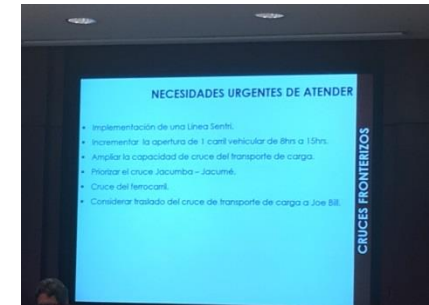 NECESIDADES URGENTES DE ATENDER
• Implementación de una Línea Sentri.
• Incrementar la apertura de 1 carril vehicular de 8hrs a 15hrs.
• Ampliar la capacidad de cruce del transporte de carga.
• Priorizar el cruce Jacumba – Jacumé.
• Cruce del ferrocarril.
• Considerar traslado del cruce de transporte de carga a Joe Bill.
CRUCES FRONTERIZOS